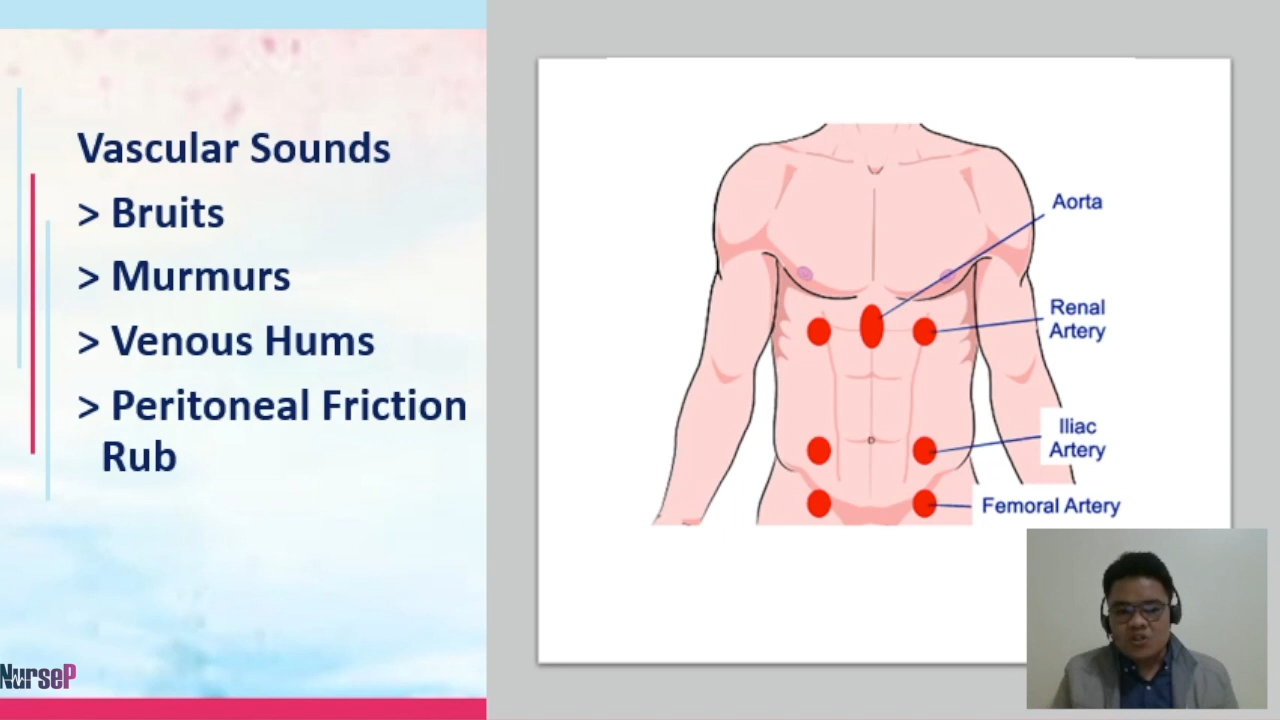 Vascular Sounds
> Bruits
> Murmurs
> Venous Hums
> Peritoneal Friction
Rub
Aorta
Renal
Artery
Iliac
Artery
Femoral Artery
NurseP